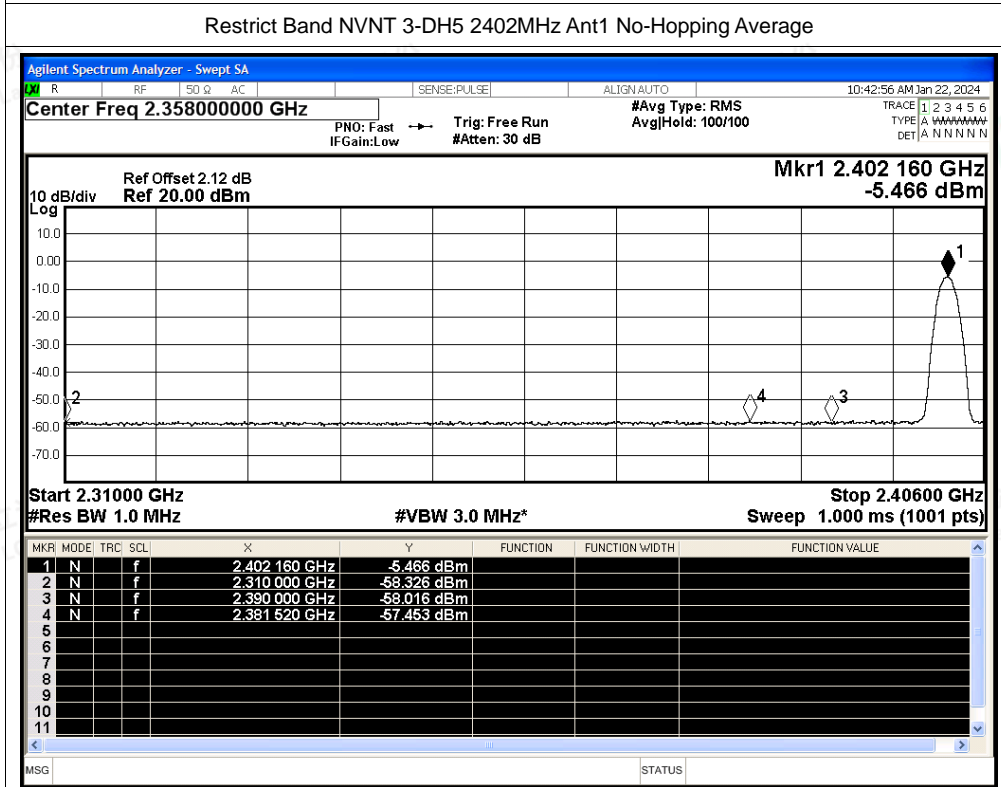 Restrict Band NVNT 3-DH5 2402MHz Ant1 No-Hopping Average
Agilent Spectrum Analyzer - Swept SA
LXI R RF 50 Ω AC SENSE:PULSE ALIGN AUTO 10:42:56 AM Jan 22, 2024
Center Freq 2.358000000 GHz #Avg Type: RMS TRACE 1 2 3 4 5 6
PNO: Fast Trig: Free Run Avg|Hold: 100/100 TYPE A WWWWW
IFGain:Low #Atten: 30 dB DET A N N N N N
Mkr1 2.402 160 GHz
Ref Offset 2.12 dB
10 dB/div Ref 20.00 dBm -5.466 dBm
Log
10.0
0.00
-10.0
-20.0
-30.0
-40.0
-50.0
-60.0
-70.0
1
2
4
3
Start 2.31000 GHz Stop 2.40600 GHz
#Res BW 1.0 MHz #VBW 3.0 MHz* Sweep 1.000 ms (1001 pts)
MKR MODE TRC SCL X Y FUNCTION FUNCTION WIDTH FUNCTION VALUE
1 N f 2.402 160 GHz -5.466 dBm
2 N f 2.310 000 GHz -58.326 dBm
3 N f 2.390 000 GHz -58.016 dBm
4 N f 2.381 520 GHz -57.453 dBm
5
6
7
8
9
10
11
MSG STATUS